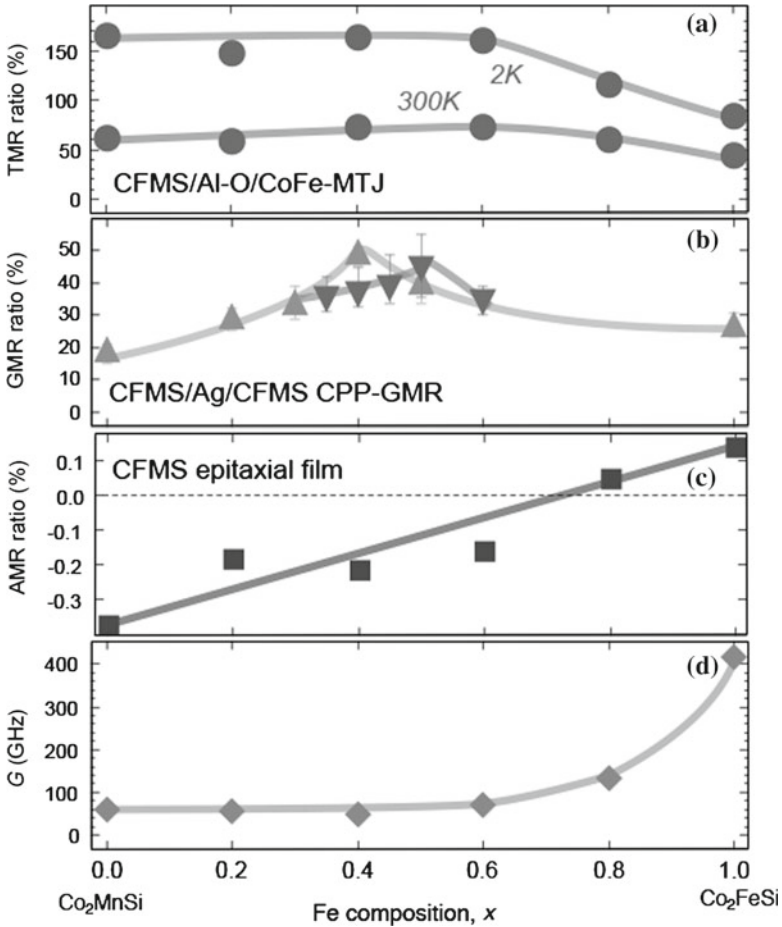 (a)
TMR ratio (%)
150
100
50
0
2K
300K
CFMS/Al-O/CoFe-MTJ
(b)
GMR ratio (%)
50
40
30
20
10
0
CFMS/Ag/CFMS CPP-GMR
(c)
AMR ratio (%)
0.1
0.0
-0.1
-0.2
-0.3
CFMS epitaxial film
(d)
G (GHz)
400
300
200
100
0
0.0 0.2 0.4 0.6 0.8 1.0
Co₂MnSi Fe composition, x Co₂FeSi